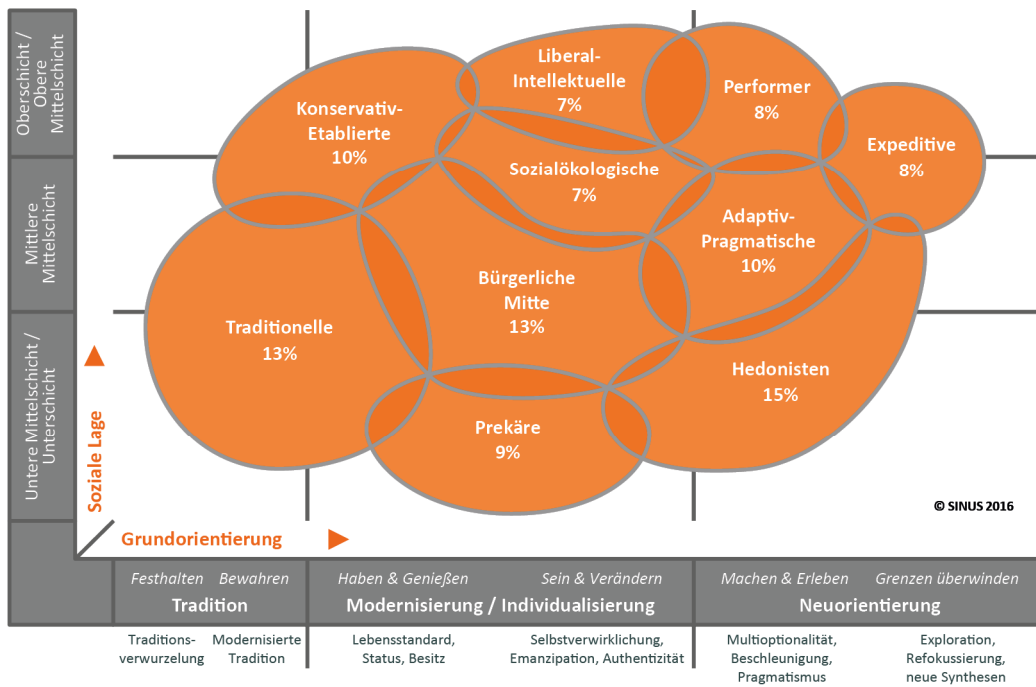 Oberschicht /
Obere
Mittelschicht
Mittlere
Mittelschicht
Untere Mittelschicht /
Unterschicht
Soziale Lage
Konservativ-
Etablierte
10%
Liberal-
Intellektuelle
7%
Performer
8%
Expeditive
8%
Sozialökologische
7%
Adaptiv-
Pragmatische
10%
Bürgerliche
Mitte
13%
Traditionelle
13%
Hedonisten
15%
Prekäre
9%
© SINUS 2016
Grundorientierung
Festhalten Bewahren
Tradition
Haben & Genießen Sein & Verändern
Modernisierung / Individualisierung
Machen & Erleben Grenzen überwinden
Neuorientierung
Traditions-
verwurzelung
Modernisierte
Tradition
Lebensstandard,
Status, Besitz
Selbstverwirklichung,
Emanzipation, Authentizität
Multioptionalität,
Beschleunigung,
Pragmatismus
Exploration,
Refokussierung,
neue Synthesen